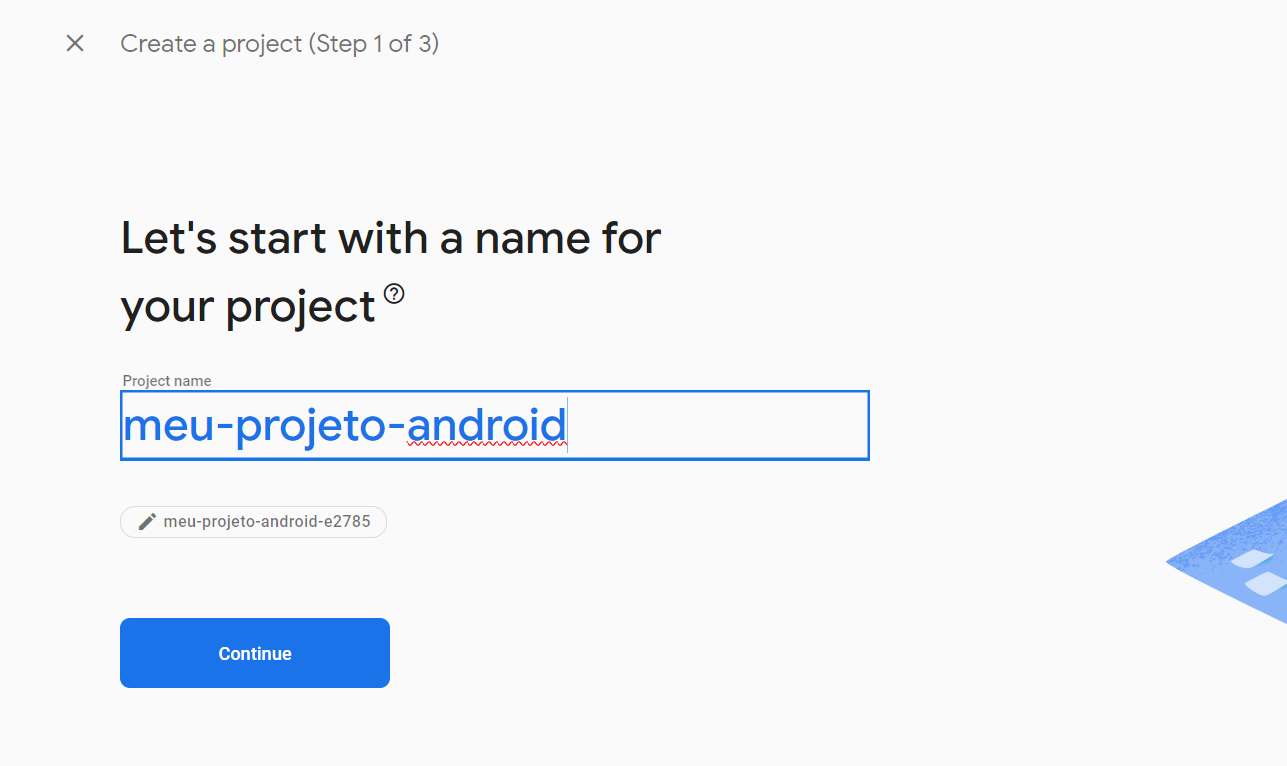 Create a project (Step 1 of 3)
Let's start with a name for
your project
Project name
meu-projeto-android
meu-projeto-android-e2785
Continue